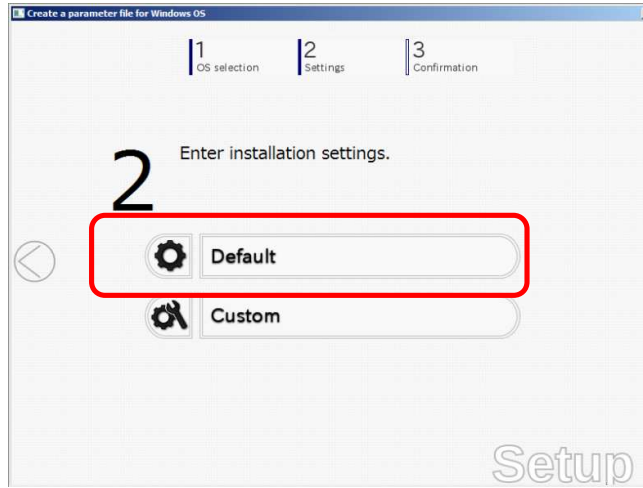 Create a parameter file for Windows OS
1
OS selection
2
Settings
3
Confirmation
2
Enter installation settings.
Default
Custom
Setup